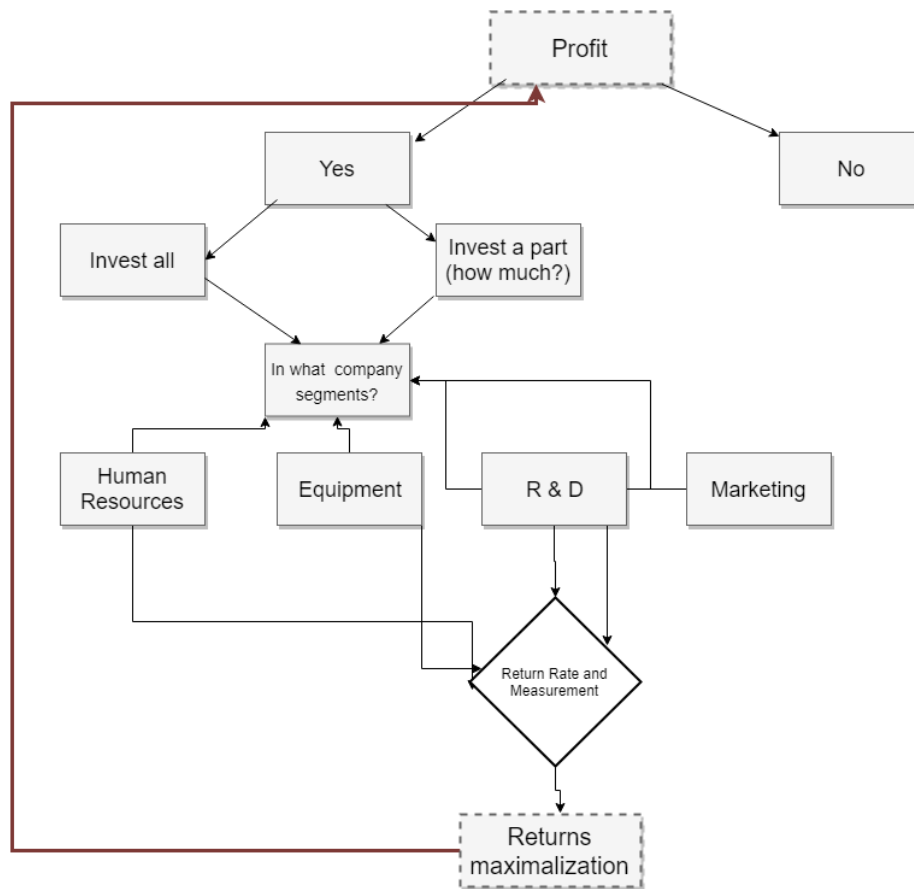 Profit
Yes
No
Invest all
Invest a part
(how much?)
In what company
segments?
Human
Resources
Equipment
R & D
Marketing
Return Rate and
Measurement
Returns
maximalization